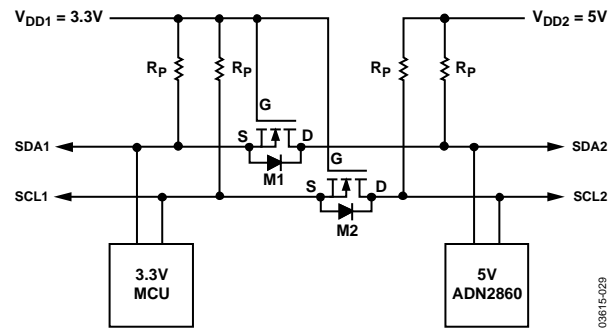 VDD1 = 3.3V
VDD2 = 5V
RP
RP
RP
RP
G
SDA1
S
D
SDA2
M1
G
SCL1
S
D
SCL2
M2
3.3V
MCU
5V
ADN2860
03615-029